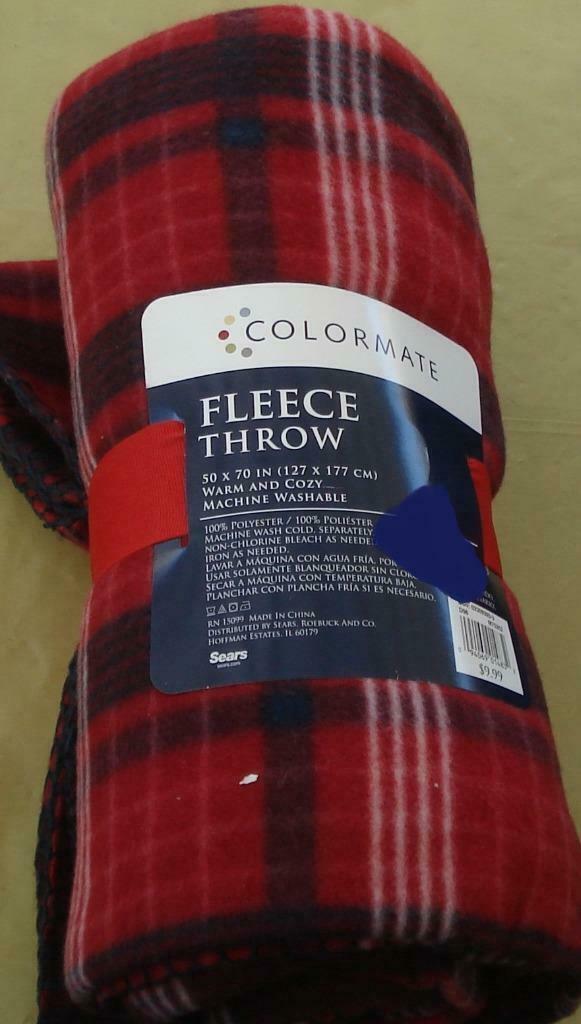 COLORMATE
FLEECE
THROW
50 X 70 IN (127 X 177 CM)
WARM AND COZY
MACHINE WASHABLE
100% POLYESTER / 100% POLIÉSTER
MACHINE WASH COLD. SEPARATELY
NON-CHLORINE BLEACH AS
IRON AS NEEDED.
LAVAR A MÁQUINA CON AGUA FRÍA. POR
USAR SOLAMENTE BLANQUEADOR SIN
SECAR A MÁQUINA CON TEMPERATURA BAJA.
PLANCHAR CON PLANCHA FRÍA SI ES NECESARIO.
RN 15099 MADE IN CHINA
DISTRIBUTED BY SEARS, ROEBUCK AND CO.
HOFFMAN ESTATES, IL 60179
Sears
sears.com
$9.99